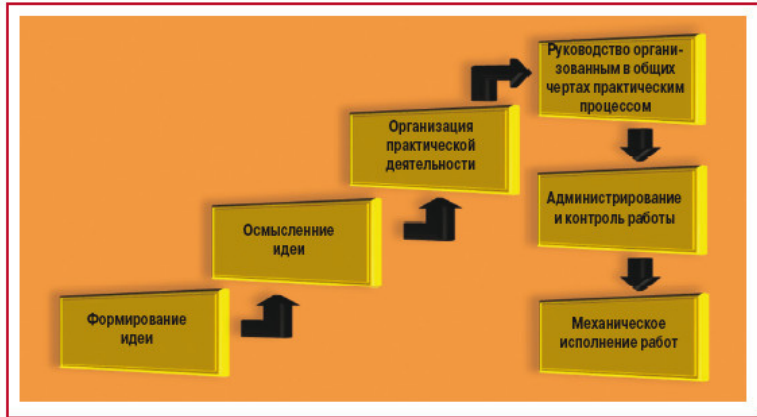 Формирование
идеи
Осмысленние
идеи
Организация
практической
деятельности
Руководство органи-
зованным в общих
чертах практическим
процессом
Администрирование
и контроль работы
Механическое
исполнение работ